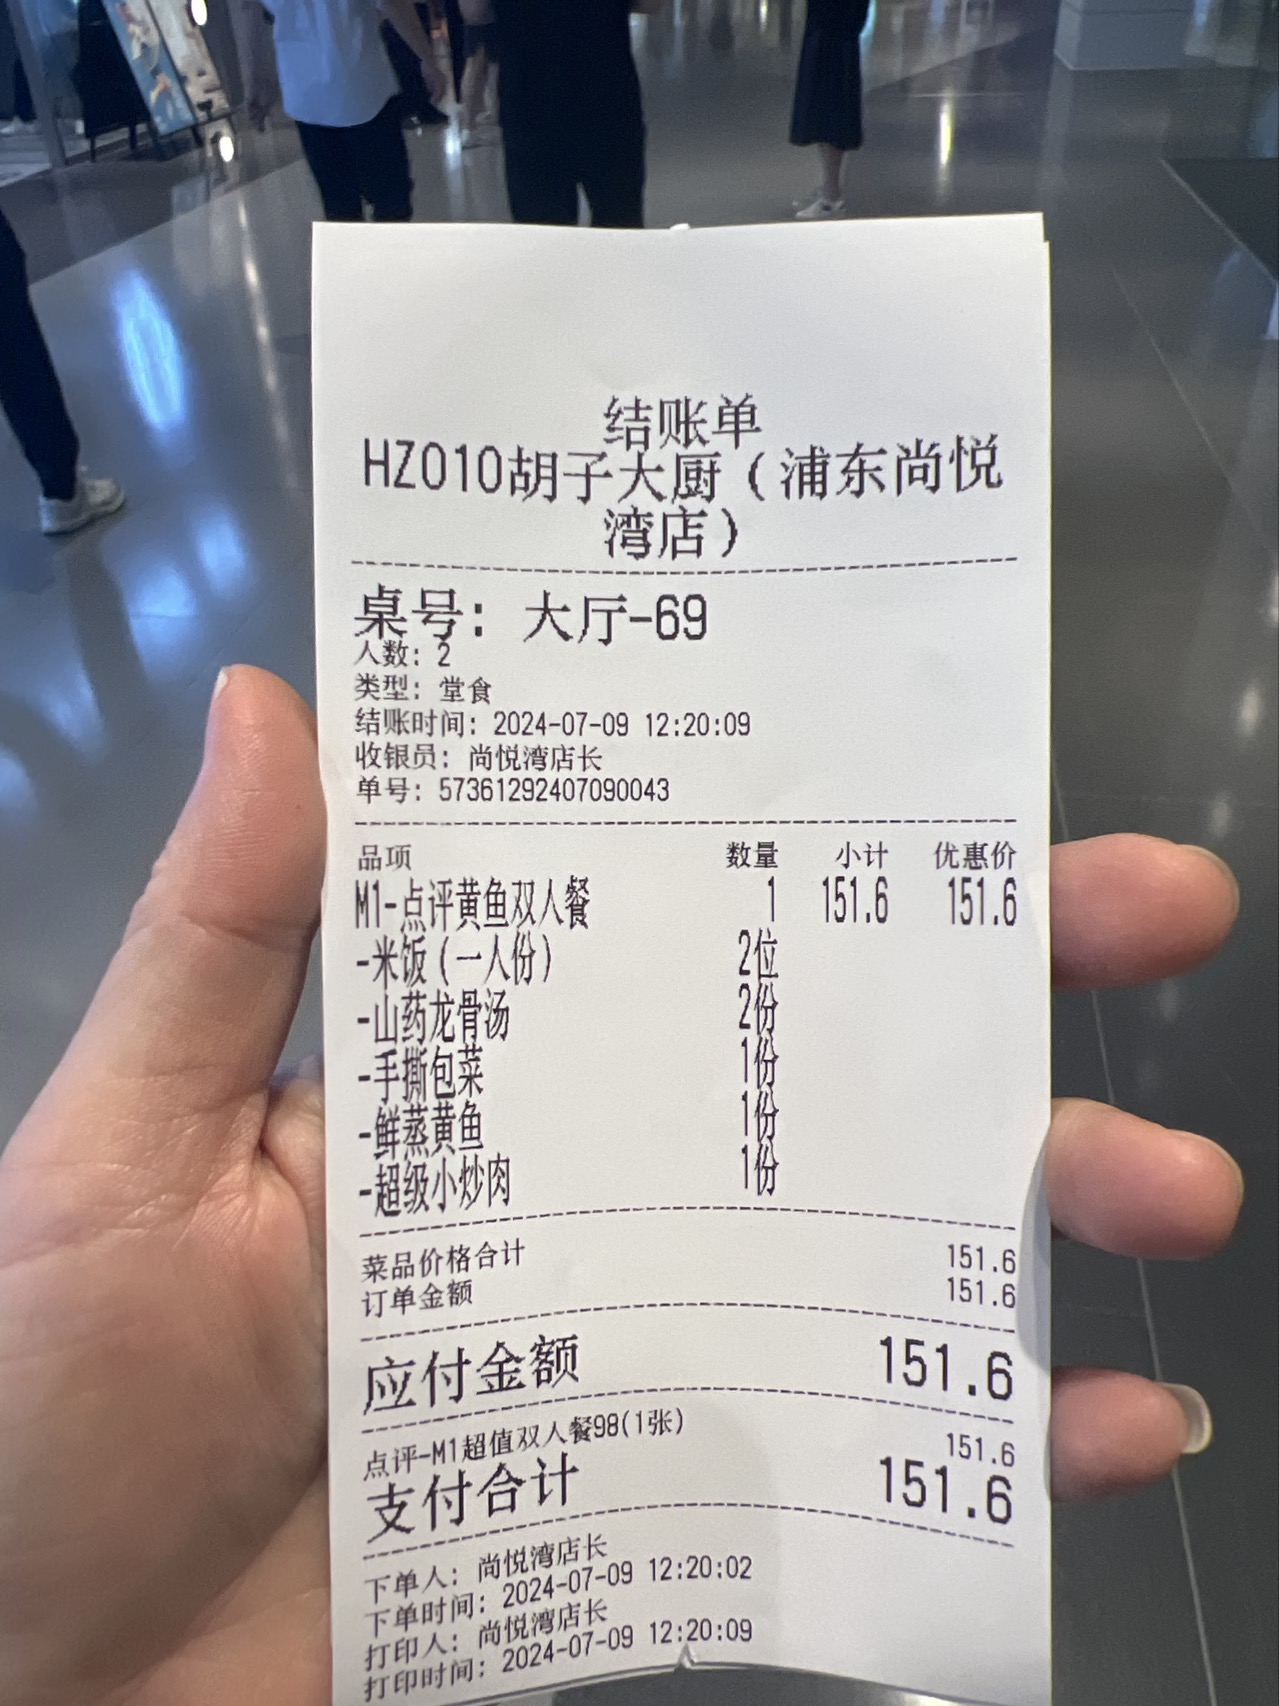 结账单
HZ010胡子大厨（浦东尚悦
湾店）
桌号：大厅-69
人数：2
类型：堂食
结账时间：2024-07-09 12:20:09
收银员：尚悦湾店长
单号：57361292407090043
品项 数量 小计 优惠价
M1-点评黄鱼双人餐 1 151.6 151.6
-米饭（一人份） 2位
-山药龙骨汤 2份
-手撕包菜 1份
-鲜蒸黄鱼 1份
-超级小炒肉 1份
菜品价格合计 151.6
订单金额 151.6
应付金额 151.6
点评-M1超值双人餐98(1张) 151.6
支付合计 151.6
下单人：尚悦湾店长
下单时间：2024-07-09 12:20:02
打印人：尚悦湾店长
打印时间：2024-07-09 12:20:09